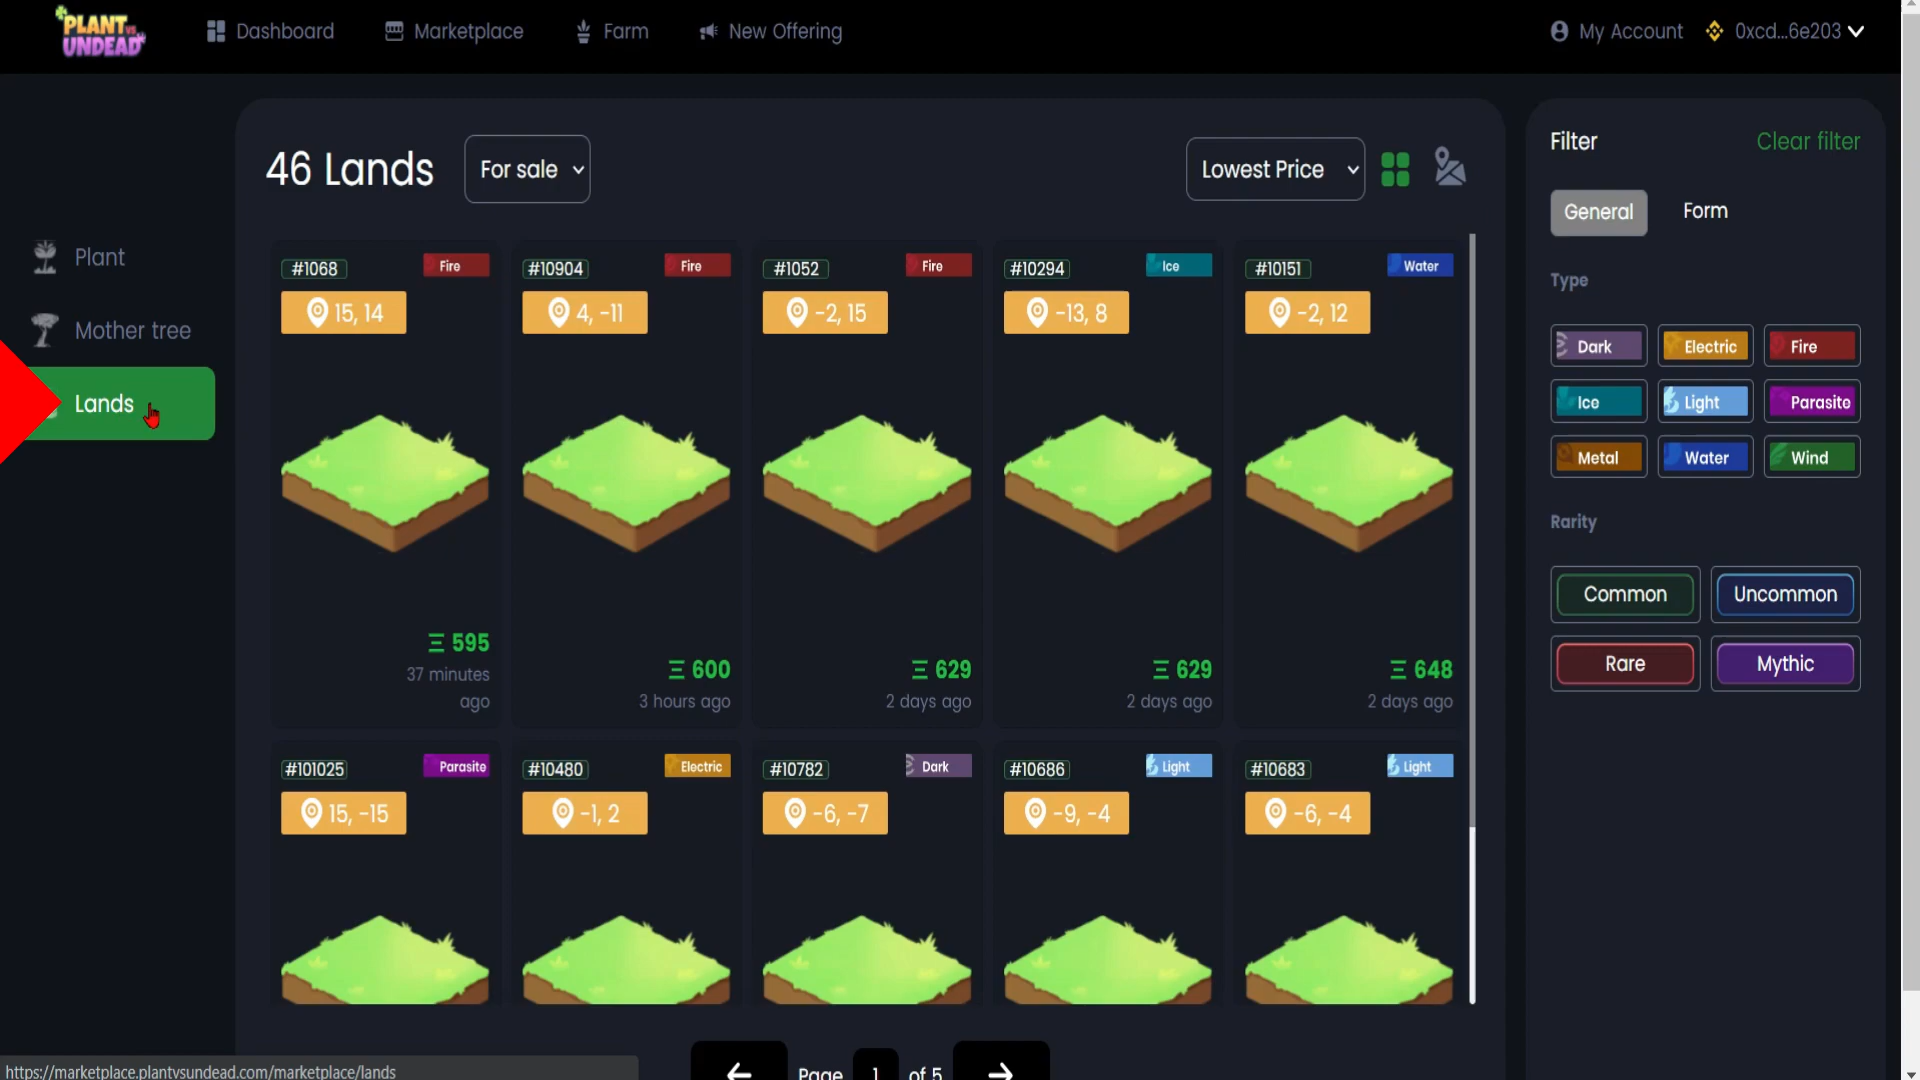 PLANT VS UNDEAD
Dashboard
Marketplace
Farm
New Offering
My Account
0xcd...6e203
46 Lands
For sale
Lowest Price
Filter
Clear filter
General
Form
Plant
Mother tree
Lands
Type
Dark
Electric
Fire
Ice
Light
Parasite
Metal
Water
Wind
Rarity
Common
Uncommon
Rare
Mythic
#1068
Fire
15, 14
Ξ 595
37 minutes
ago
#10904
Fire
4, -11
Ξ 600
3 hours ago
#1052
Fire
-2, 15
Ξ 629
2 days ago
#10294
Ice
-13, 8
Ξ 629
2 days ago
#10151
Water
-2, 12
Ξ 648
2 days ago
#101025
Parasite
15, -15
#10480
Electric
-1, 2
#10782
Dark
-6, -7
#10686
Light
-9, -4
#10683
Light
-6, -4
Page 1 of 5
https://marketplace.plantvsundead.com/marketplace/lands